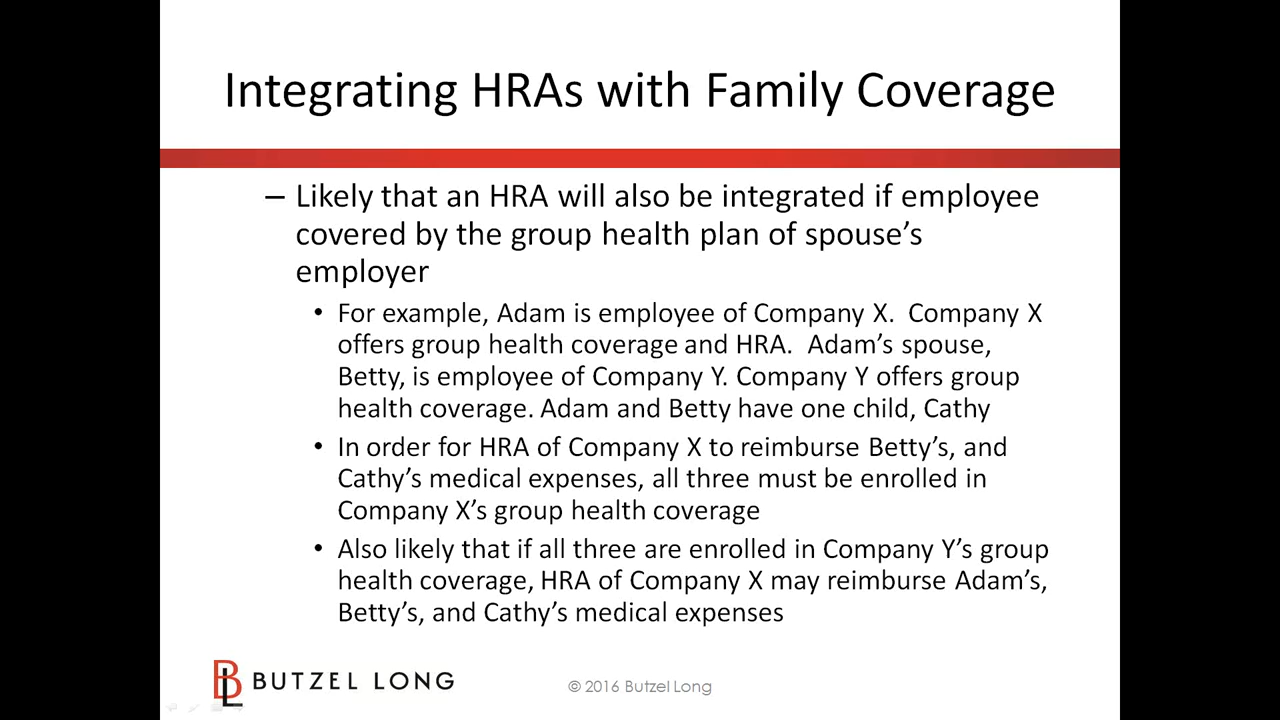 Integrating HRAs with Family Coverage
– Likely that an HRA will also be integrated if employee
covered by the group health plan of spouse’s
employer
• For example, Adam is employee of Company X.  Company X
offers group health coverage and HRA.  Adam’s spouse,
Betty, is employee of Company Y. Company Y offers group
health coverage. Adam and Betty have one child, Cathy
• In order for HRA of Company X to reimburse Betty’s, and
Cathy’s medical expenses, all three must be enrolled in
Company X’s group health coverage
• Also likely that if all three are enrolled in Company Y’s group
health coverage, HRA of Company X may reimburse Adam’s,
Betty’s, and Cathy’s medical expenses
BL BUTZEL LONG
© 2016 Butzel Long